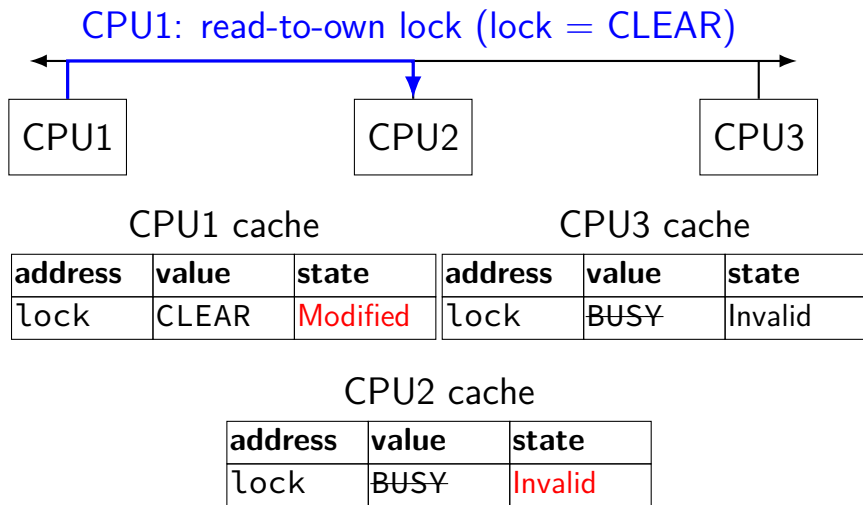 CPU1: read-to-own lock (lock = CLEAR)
CPU1 CPU2 CPU3
CPU1 cache
address value state
lock CLEAR Modified
CPU3 cache
address value state
lock BUSY Invalid
CPU2 cache
address value state
lock BUSY Invalid